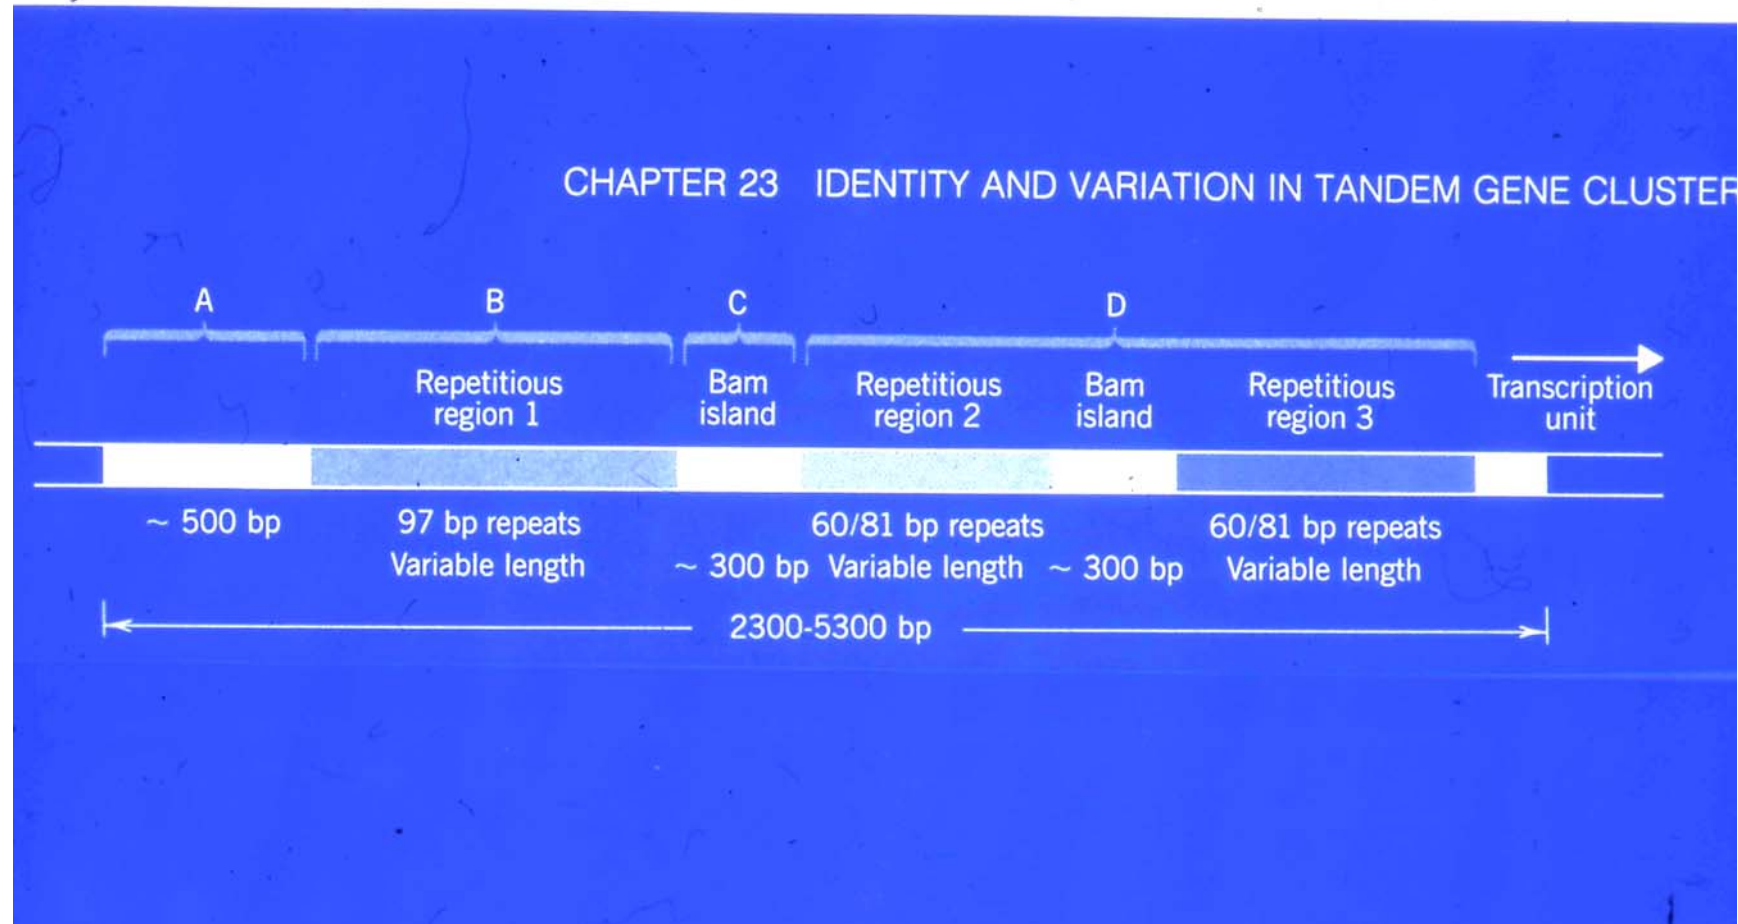 CHAPTER 23 IDENTITY AND VARIATION IN TANDEM GENE CLUSTER
A B C D
Repetitious region 1
Bam island
Repetitious region 2
Bam island
Repetitious region 3
Transcription unit
~ 500 bp
97 bp repeats
Variable length
~ 300 bp
60/81 bp repeats
Variable length
~ 300 bp
60/81 bp repeats
Variable length
2300-5300 bp